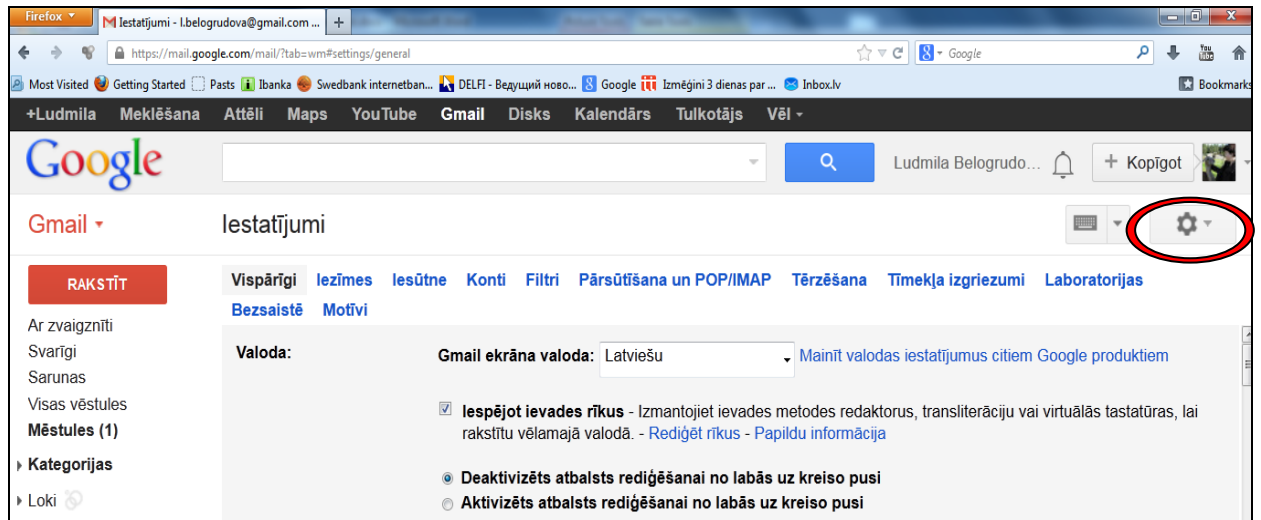 Firefox
Iestatījumi - l.belogrudova@gmail.com ...
https://mail.google.com/mail/?tab=wm#settings/general
Google
You Tube
Most Visited Getting Started Pasts Ibanka Swedbank internetban... DELFI - Ведущий ново... Google Izmēģini 3 dienas par ... Inbox.lv Bookmarks
+Ludmila Meklēšana Attēli Maps YouTube Gmail Disks Kalendārs Tulkotājs Vēl
Google Ludmila Belogrudo... + Kopīgot
Gmail Iestatījumi
RAKSTĪT
Vispārīgi Iezīmes Iesūtne Konti Filtri Pārsūtīšana un POP/IMAP Tērzēšana Tīmekļa izgriezumi Laboratorijas
Bezsaistē Motīvi
Ar zvaigznīti
Svarīgi
Sarunas
Visas vēstules
Mēstules (1)
Kategorijas
Loki
Valoda: Gmail ekrāna valoda: Latviešu Mainīt valodas iestatījumus citiem Google produktiem
Iespējot ievades rīkus - Izmantojiet ievades metodes redaktorus, transliterāciju vai virtuālās tastatūras, lai
rakstītu vēlamajā valodā. - Rediģēt rīkus - Papildu informācija
Deaktivizēts atbalsts rediģēšanai no labās uz kreiso pusi
Aktivizēts atbalsts rediģēšanai no labās uz kreiso pusi